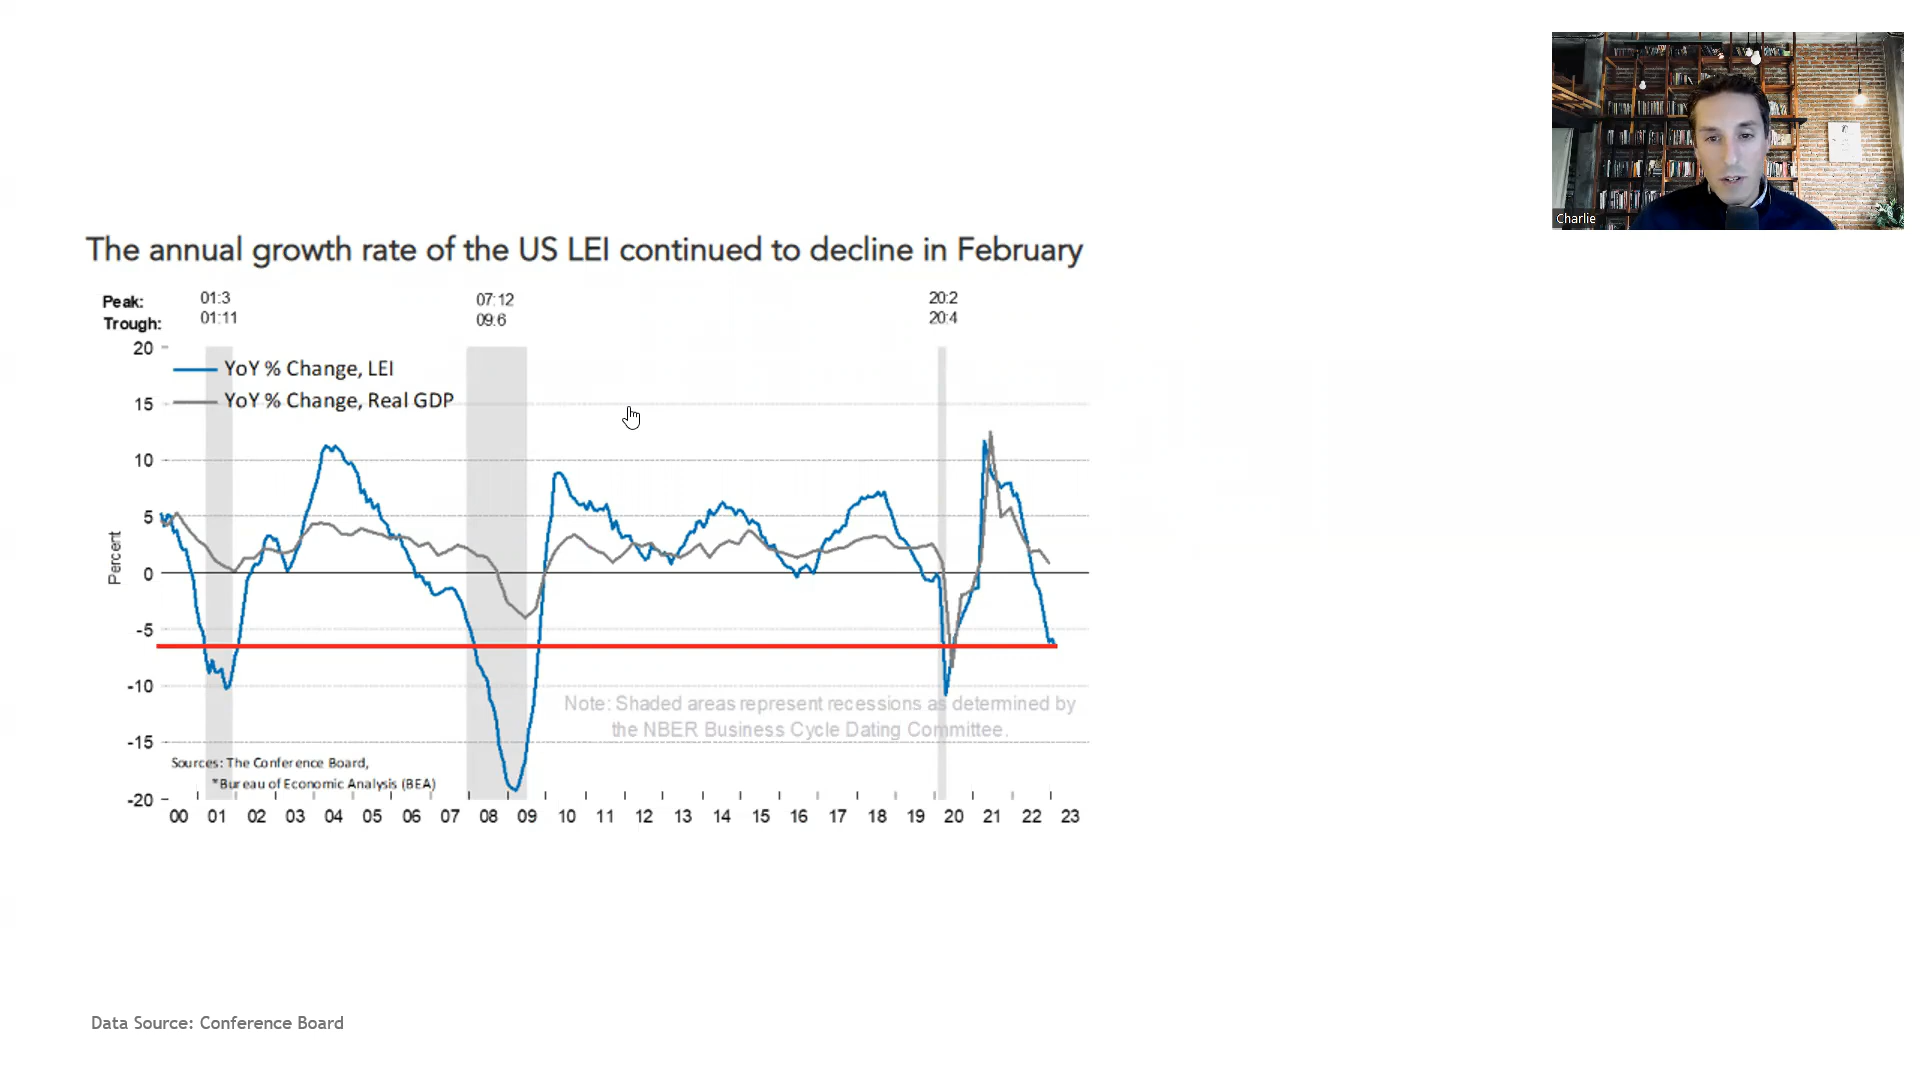 Charlie
The annual growth rate of the US LEI continued to decline in February
Peak: 01:3 07:12 20:2
Trough: 01:11 09:6 20:4
20
YoY % Change, LEI
YoY % Change, Real GDP
15
10
5
Percent
0
-5
-10
Note: Shaded areas represent recessions as determined by
the NBER Business Cycle Dating Committee.
-15
Sources: The Conference Board,
*Bureau of Economic Analysis (BEA)
-20
00 01 02 03 04 05 06 07 08 09 10 11 12 13 14 15 16 17 18 19 20 21 22 23
Data Source: Conference Board